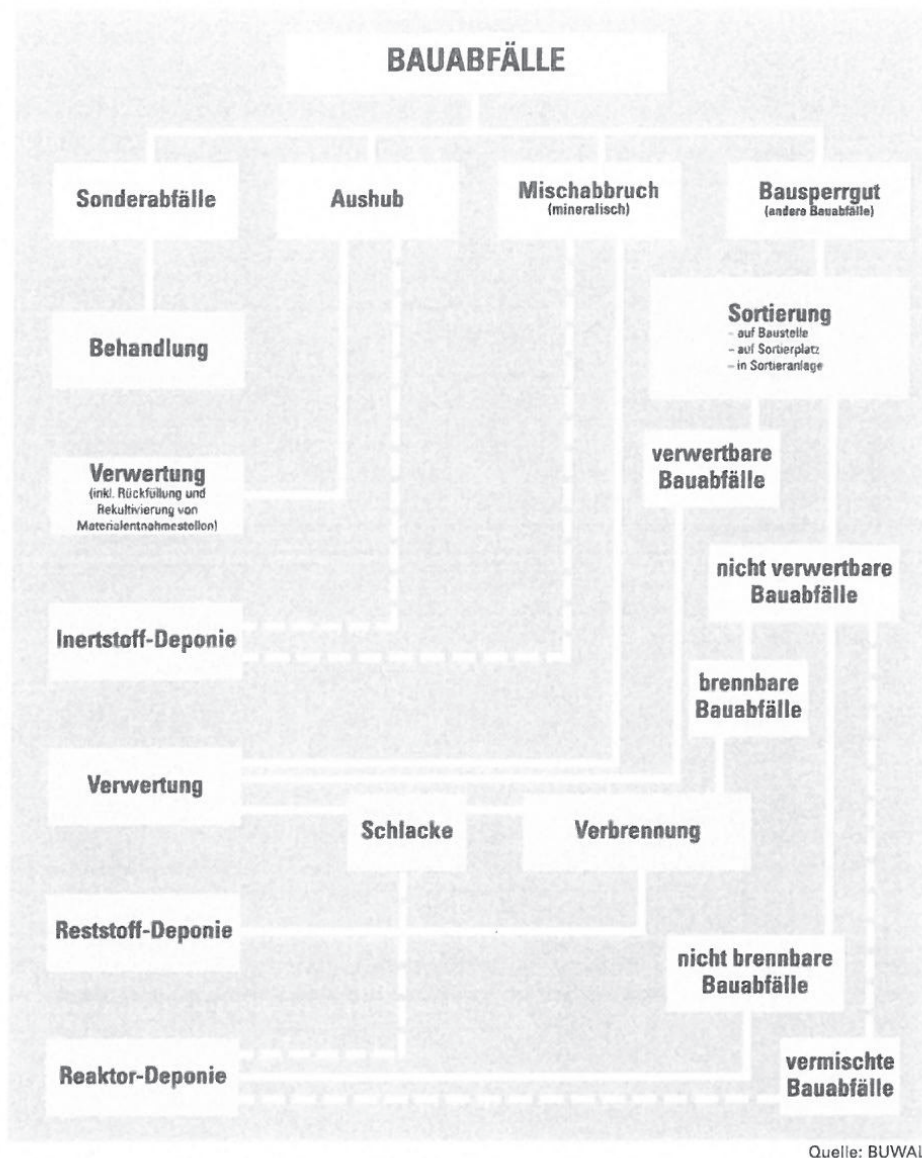 BAUABFÄLLE
Sonderabfälle
Aushub
Mischabbruch
(mineralisch)
Bausperrgut
(andere Bauabfälle)
Behandlung
Sortierung
– auf Baustelle
– auf Sortierplatz
– in Sortieranlage
Verwertung
(inkl. Rückfüllung und
Rekultivierung von
Materialentnahmestellen)
verwertbare
Bauabfälle
nicht verwertbare
Bauabfälle
Inertstoff-Deponie
brennbare
Bauabfälle
Verwertung
Schlacke
Verbrennung
Reststoff-Deponie
nicht brennbare
Bauabfälle
Reaktor-Deponie
vermischte
Bauabfälle
Quelle: BUWAL